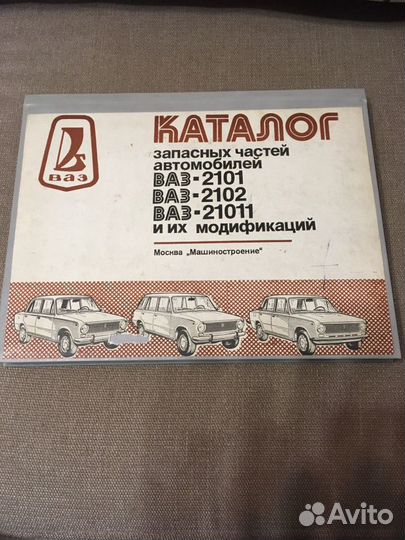 КАТАЛОГ
запасных частей
автомобилей
ВАЗ-2101
ВАЗ-2102
ВАЗ-21011
и их модификаций
Москва „Машиностроение"
ВАЗ
Avito